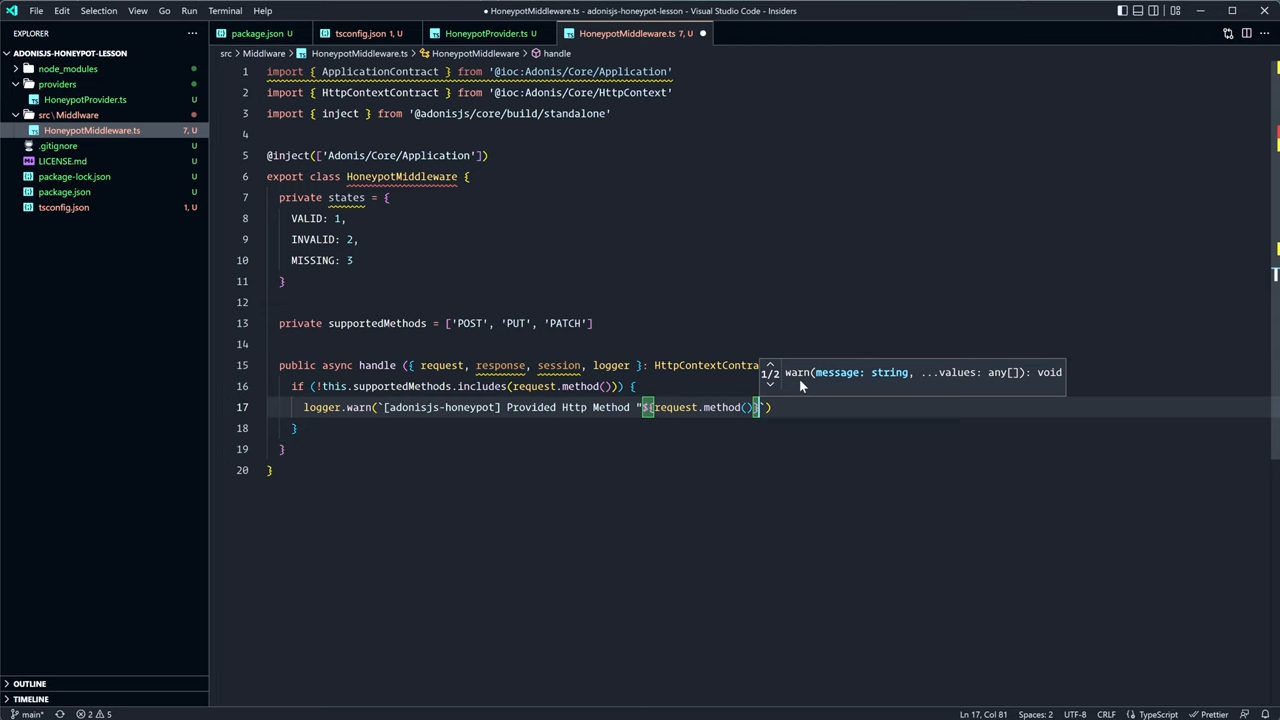 File Edit Selection View Go Run Terminal Help
HoneypotMiddleware.ts - adonisjs-honeypot-lesson - Visual Studio Code - Insiders
EXPLORER
package.json U
tsconfig.json 1, U
HoneypotProvider.ts U
HoneypotMiddleware.ts 7, U
ADONISJS-HONEYPOT-LESSON
node_modules
providers
HoneypotProvider.ts U
src \ Middlware
HoneypotMiddleware.ts 7, U
.gitignore U
LICENSE.md U
package-lock.json U
package.json U
tsconfig.json 1, U
src > Middlware > HoneypotMiddleware.ts > HoneypotMiddleware > handle
1 import { ApplicationContract } from '@ioc:Adonis/Core/Application'
2 import { HttpContextContract } from '@ioc:Adonis/Core/HttpContext'
3 import { inject } from '@adonisjs/core/build/standalone'
4
5 @inject(['Adonis/Core/Application'])
6 export class HoneypotMiddleware {
7 private states = {
8 VALID: 1,
9 INVALID: 2,
10 MISSING: 3
11 }
12
13 private supportedMethods = ['POST', 'PUT', 'PATCH']
14
15 public async handle ({ request, response, session, logger }: HttpContextContra
1/2 warn(message: string, ...values: any[]): void
16 if (!this.supportedMethods.includes(request.method())) {
17 logger.warn(`[adonisjs-honeypot] Provided Http Method "${request.method()}`)
18 }
19 }
20 }
OUTLINE
TIMELINE
main* 2 5
Ln 17, Col 81 Spaces: 2 UTF-8 CRLF TypeScript Prettier